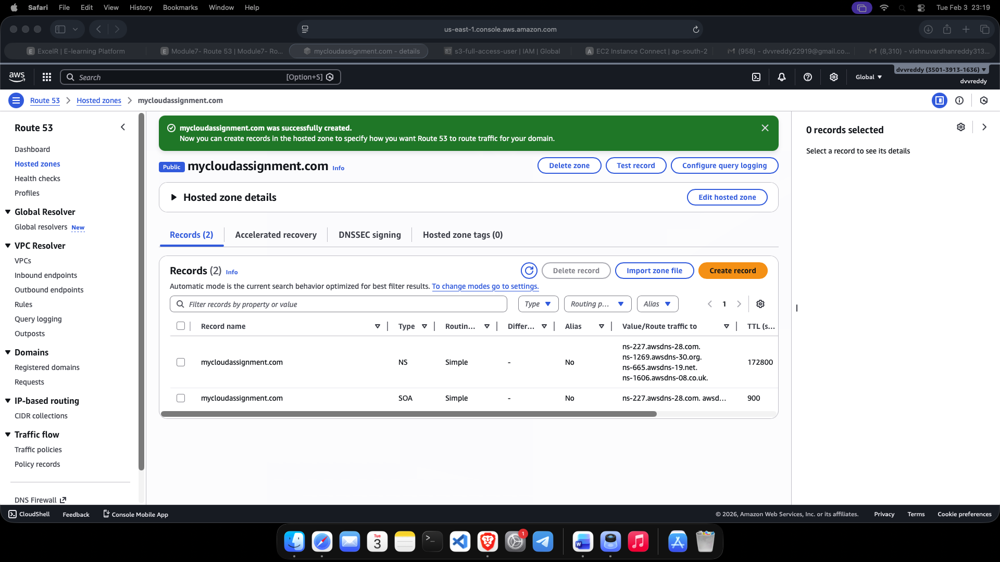 Safari File Edit View History Bookmarks Window Help Tue Feb 3 23:19
us-east-1.console.aws.amazon.com
ExcelR | E-learning Platform
Module7- Route 53 | Module7- Ro...
mycloudassignment.com - details
s3-full-access-user | IAM | Global
EC2 Instance Connect | ap-south-2
(958) - dvvreddy22919@gmail.co...
(8,310) - vishnuvardhanreddy313...
aws
Search [Option+S]
Global
dvvreddy (3501-3913-1636)
dvvreddy
Route 53 Hosted zones mycloudassignment.com
Route 53
Dashboard
Hosted zones
Health checks
Profiles
Global Resolver
Global resolvers New
VPC Resolver
VPCs
Inbound endpoints
Outbound endpoints
Rules
Query logging
Outposts
Domains
Registered domains
Requests
IP-based routing
CIDR collections
Traffic flow
Traffic policies
Policy records
DNS Firewall
mycloudassignment.com was successfully created.
Now you can create records in the hosted zone to specify how you want Route 53 to route traffic for your domain.
Public mycloudassignment.com Info
Delete zone Test record Configure query logging
Hosted zone details Edit hosted zone
Records (2) Accelerated recovery DNSSEC signing Hosted zone tags (0)
Records (2) Info Delete record Import zone file Create record
Automatic mode is the current search behavior optimized for best filter results. To change modes go to settings.
Filter records by property or value Type Routing p... Alias 1
Record name Type Routin... Differ... Alias Value/Route traffic to TTL (s...
mycloudassignment.com NS Simple - No
ns-227.awsdns-28.com.
ns-1269.awsdns-30.org.
ns-665.awsdns-19.net.
ns-1606.awsdns-08.co.uk.
172800
mycloudassignment.com SOA Simple - No ns-227.awsdns-28.com. awsd... 900
0 records selected
Select a record to see its details
CloudShell Feedback Console Mobile App © 2026, Amazon Web Services, Inc. or its affiliates. Privacy Terms Cookie preferences
Tue
3
1
W